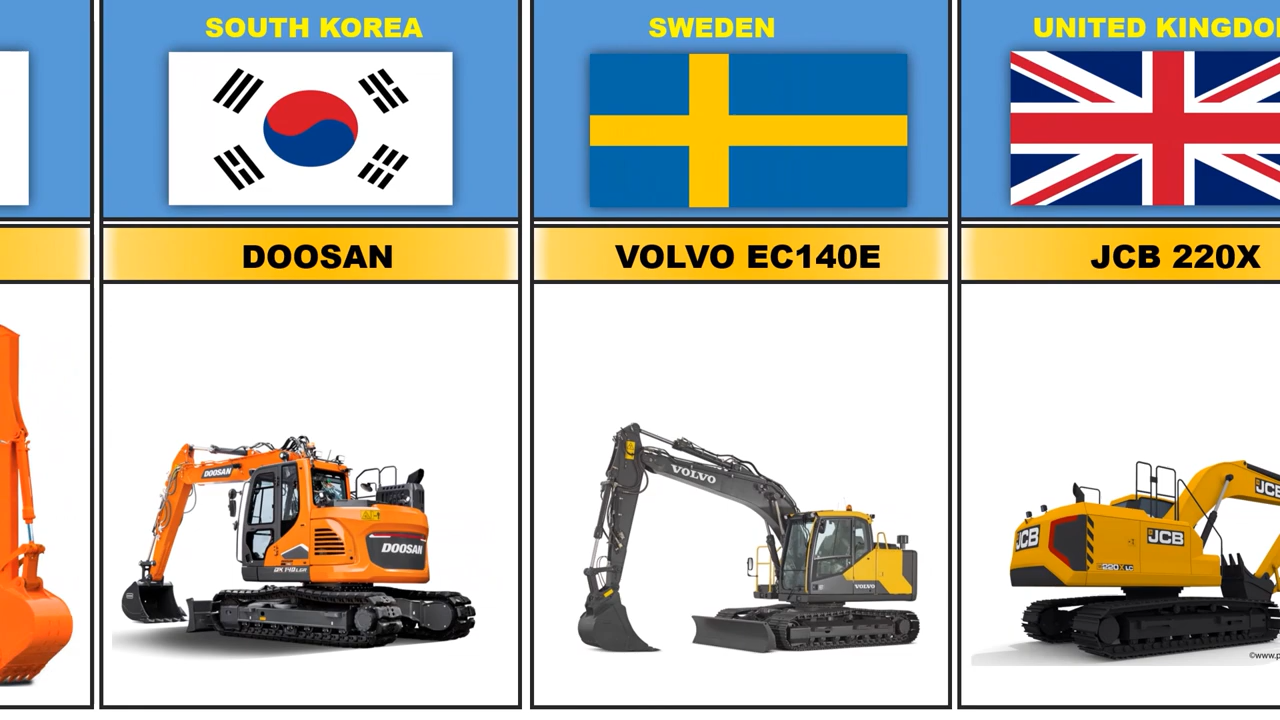 SOUTH KOREA
SWEDEN
UNITED KINGDO
DOOSAN
VOLVO EC140E
JCB 220X
DOOSAN
DOOSAN
VOLVO
VOLVO
JCB
JCB
JCB
220X LC
©www.p